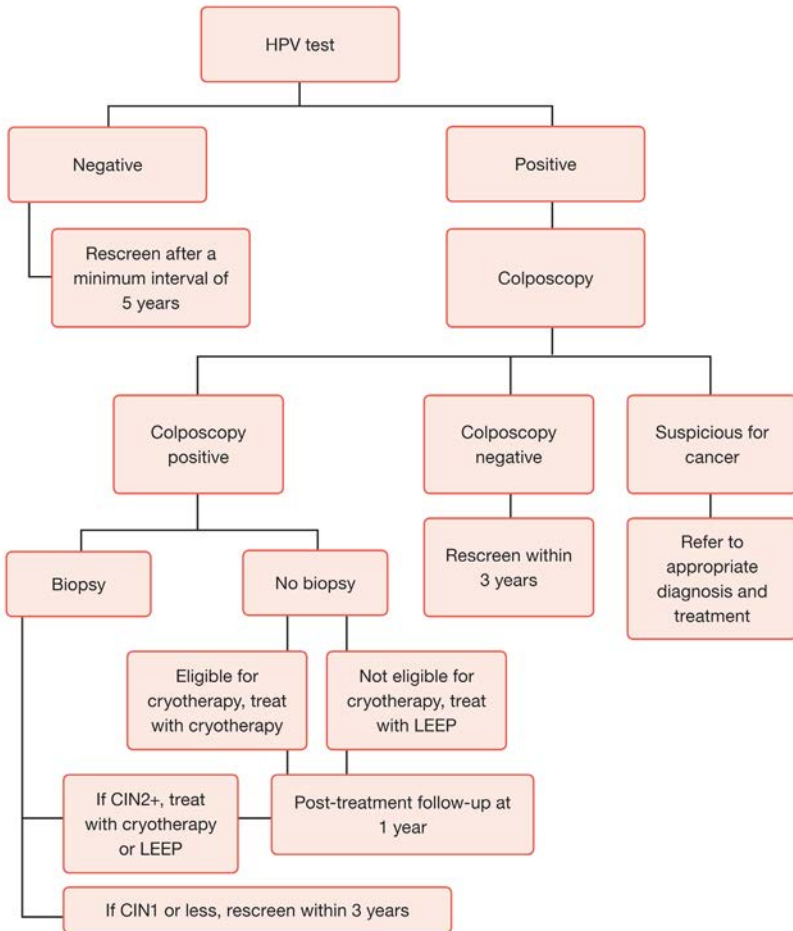 HPV test
Negative
Positive
Rescreen after a
minimum interval of
5 years
Colposcopy
Colposcopy
positive
Colposcopy
negative
Suspicious for
cancer
Biopsy
No biopsy
Rescreen within
3 years
Refer to
appropriate
diagnosis and
treatment
Eligible for
cryotherapy, treat
with cryotherapy
Not eligible for
cryotherapy, treat
with LEEP
If CIN2+, treat
with cryotherapy
or LEEP
Post-treatment follow-up at
1 year
If CIN1 or less, rescreen within 3 years